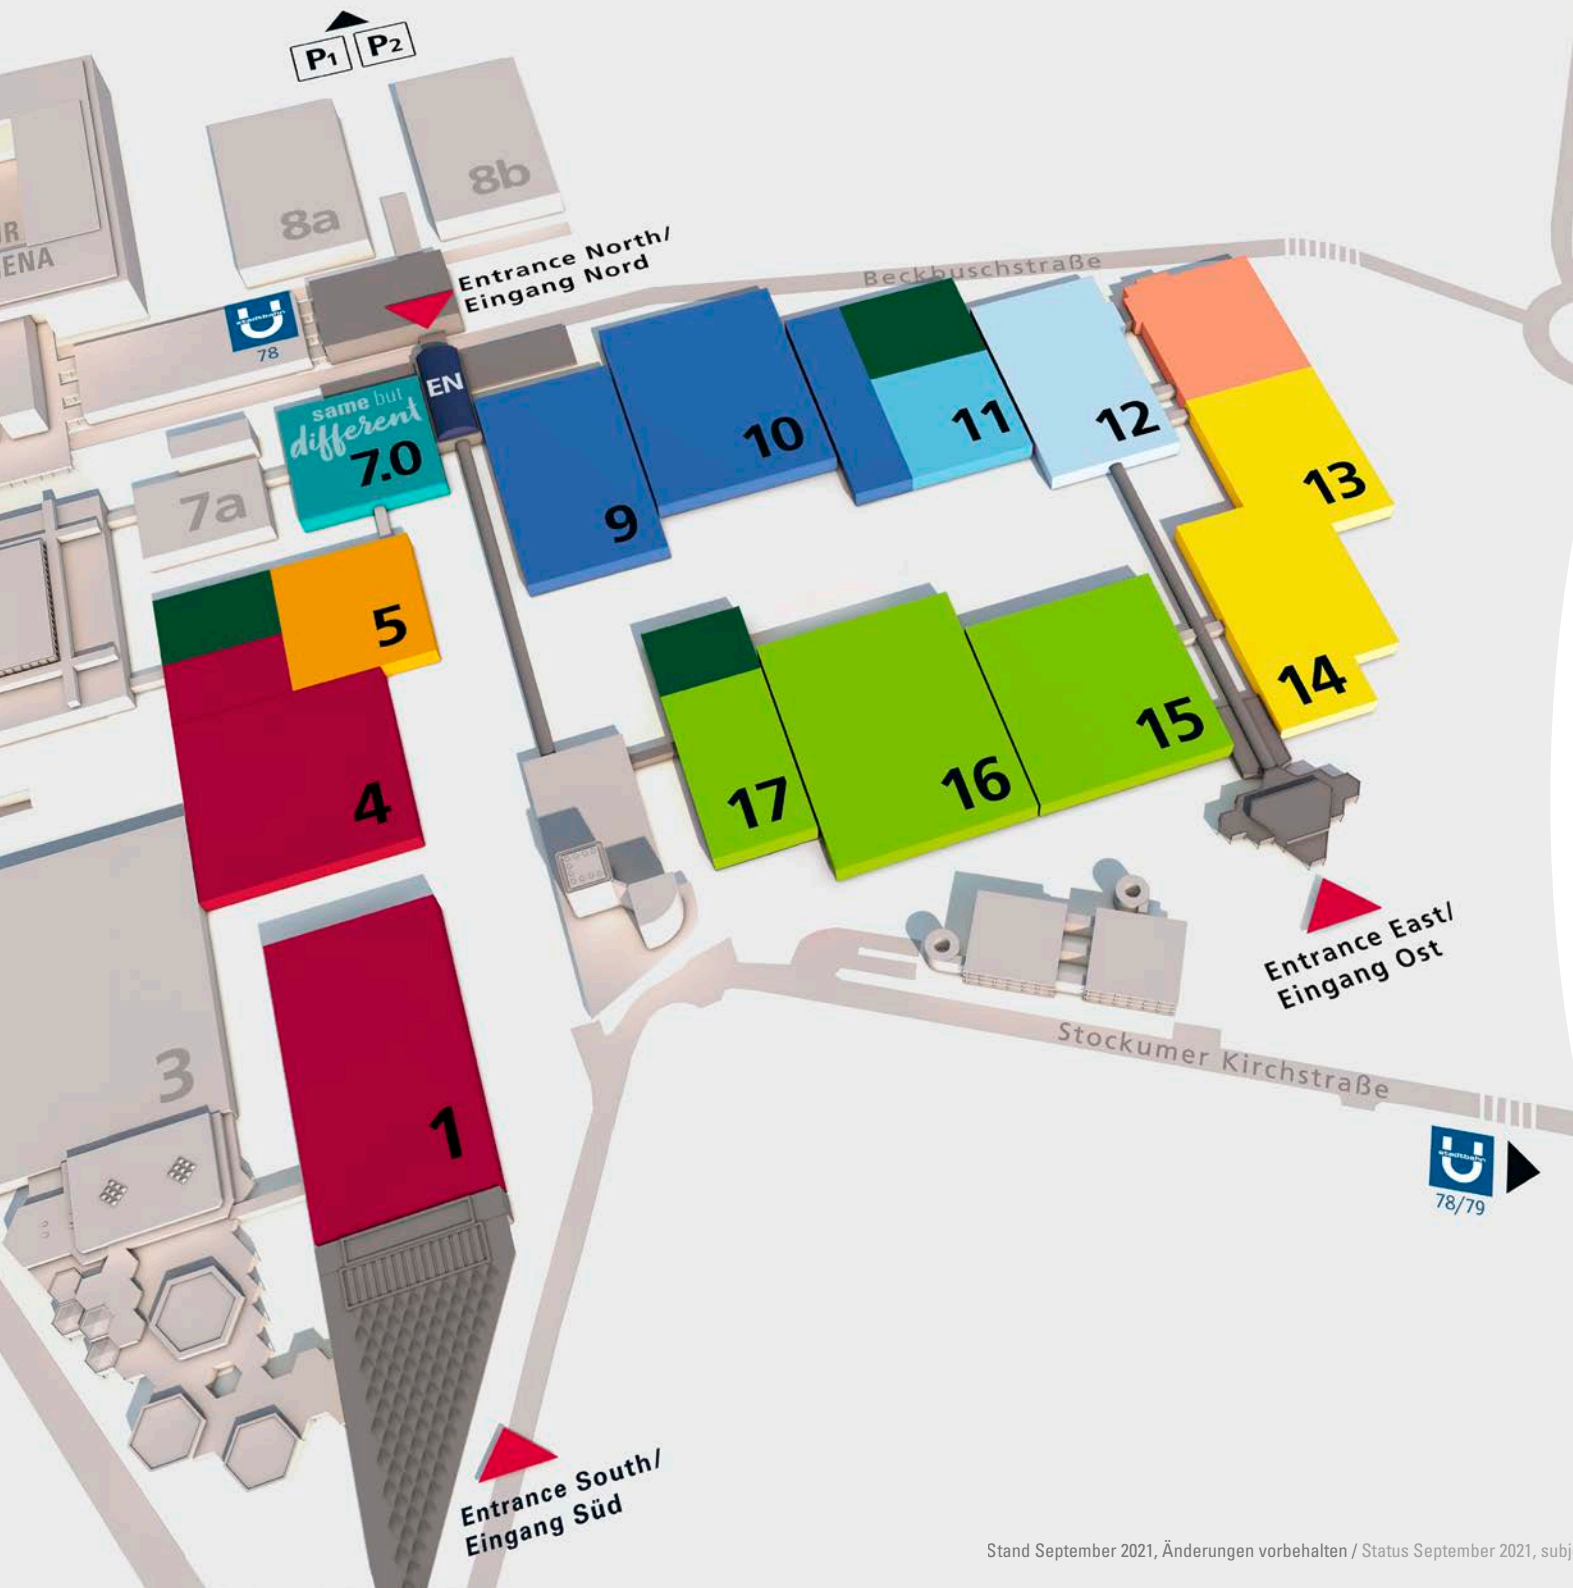 P1 P2
8b
8a
R
ENA
Entrance North/
Eingang Nord
Beckbuschstraße
stadtbahn
U
78
EN
same but
different
7.0
7a
9
10
11
12
13
5
4
14
15
16
17
3
1
Entrance East/
Eingang Ost
Stockumer Kirchstraße
stadtbahn
U
78/79
Entrance South/
Eingang Süd
Stand September 2021, Änderungen vorbehalten / Status September 2021, subj